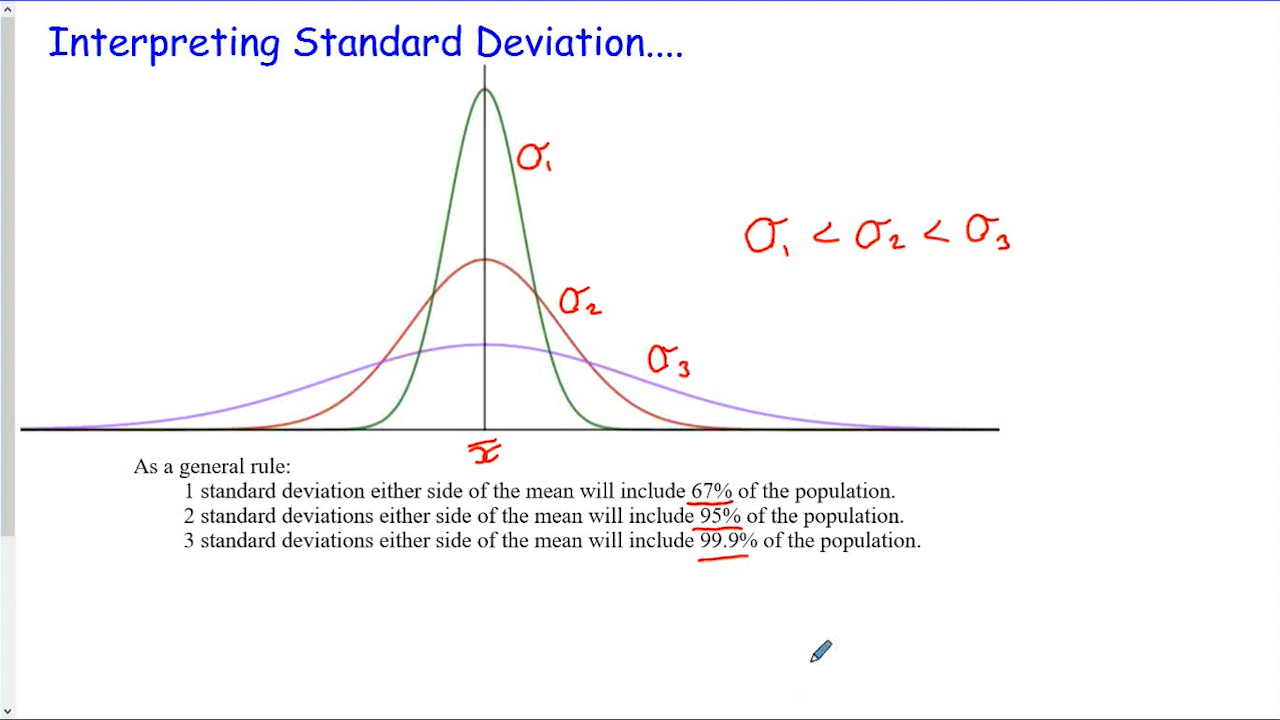 Interpreting Standard Deviation....
σ₁
σ₁ < σ₂ < σ₃
σ₂
σ₃
x̄
As a general rule:
1 standard deviation either side of the mean will include 67% of the population.
2 standard deviations either side of the mean will include 95% of the population.
3 standard deviations either side of the mean will include 99.9% of the population.